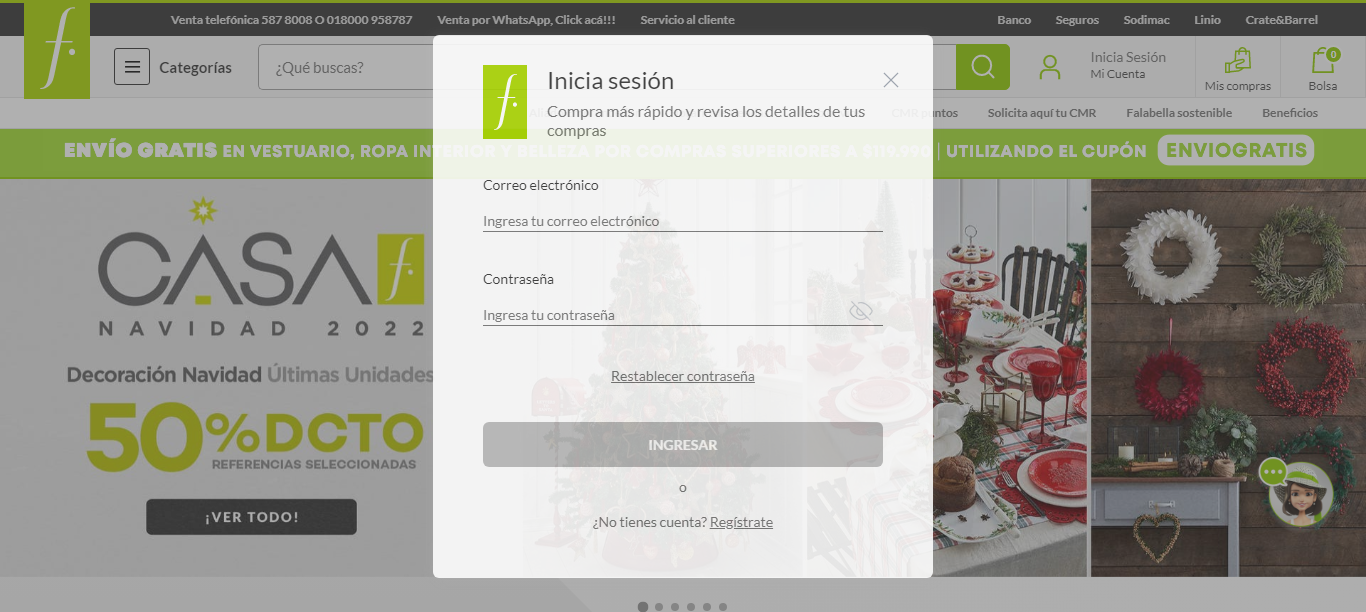 Venta telefónica 587 8008 O 018000 958787
Venta por WhatsApp, Click acá!!!
Servicio al cliente
Banco
Seguros
Sodimac
Linio
Crate&Barrel
f.
Categorías
¿Qué buscas?
Inicia Sesión
Mi Cuenta
Mis compras
0
Bolsa
CMR puntos
Solicita aquí tu CMR
Falabella sostenible
Beneficios
ENVÍO GRATIS EN VESTUARIO, ROPA INTERIOR Y BELLEZA POR COMPRAS SUPERIORES A $119.990 | UTILIZANDO EL CUPÓN ENVIOGRATIS
CASA f.
NAVIDAD 2022
Decoración Navidad Últimas Unidades
50% DCTO
REFERENCIAS SELECCIONADAS
¡VER TODO!
f.
Inicia sesión
Compra más rápido y revisa los detalles de tus
compras
Correo electrónico
Ingresa tu correo electrónico
Contraseña
Ingresa tu contraseña
Restablecer contraseña
INGRESAR
o
¿No tienes cuenta? Regístrate